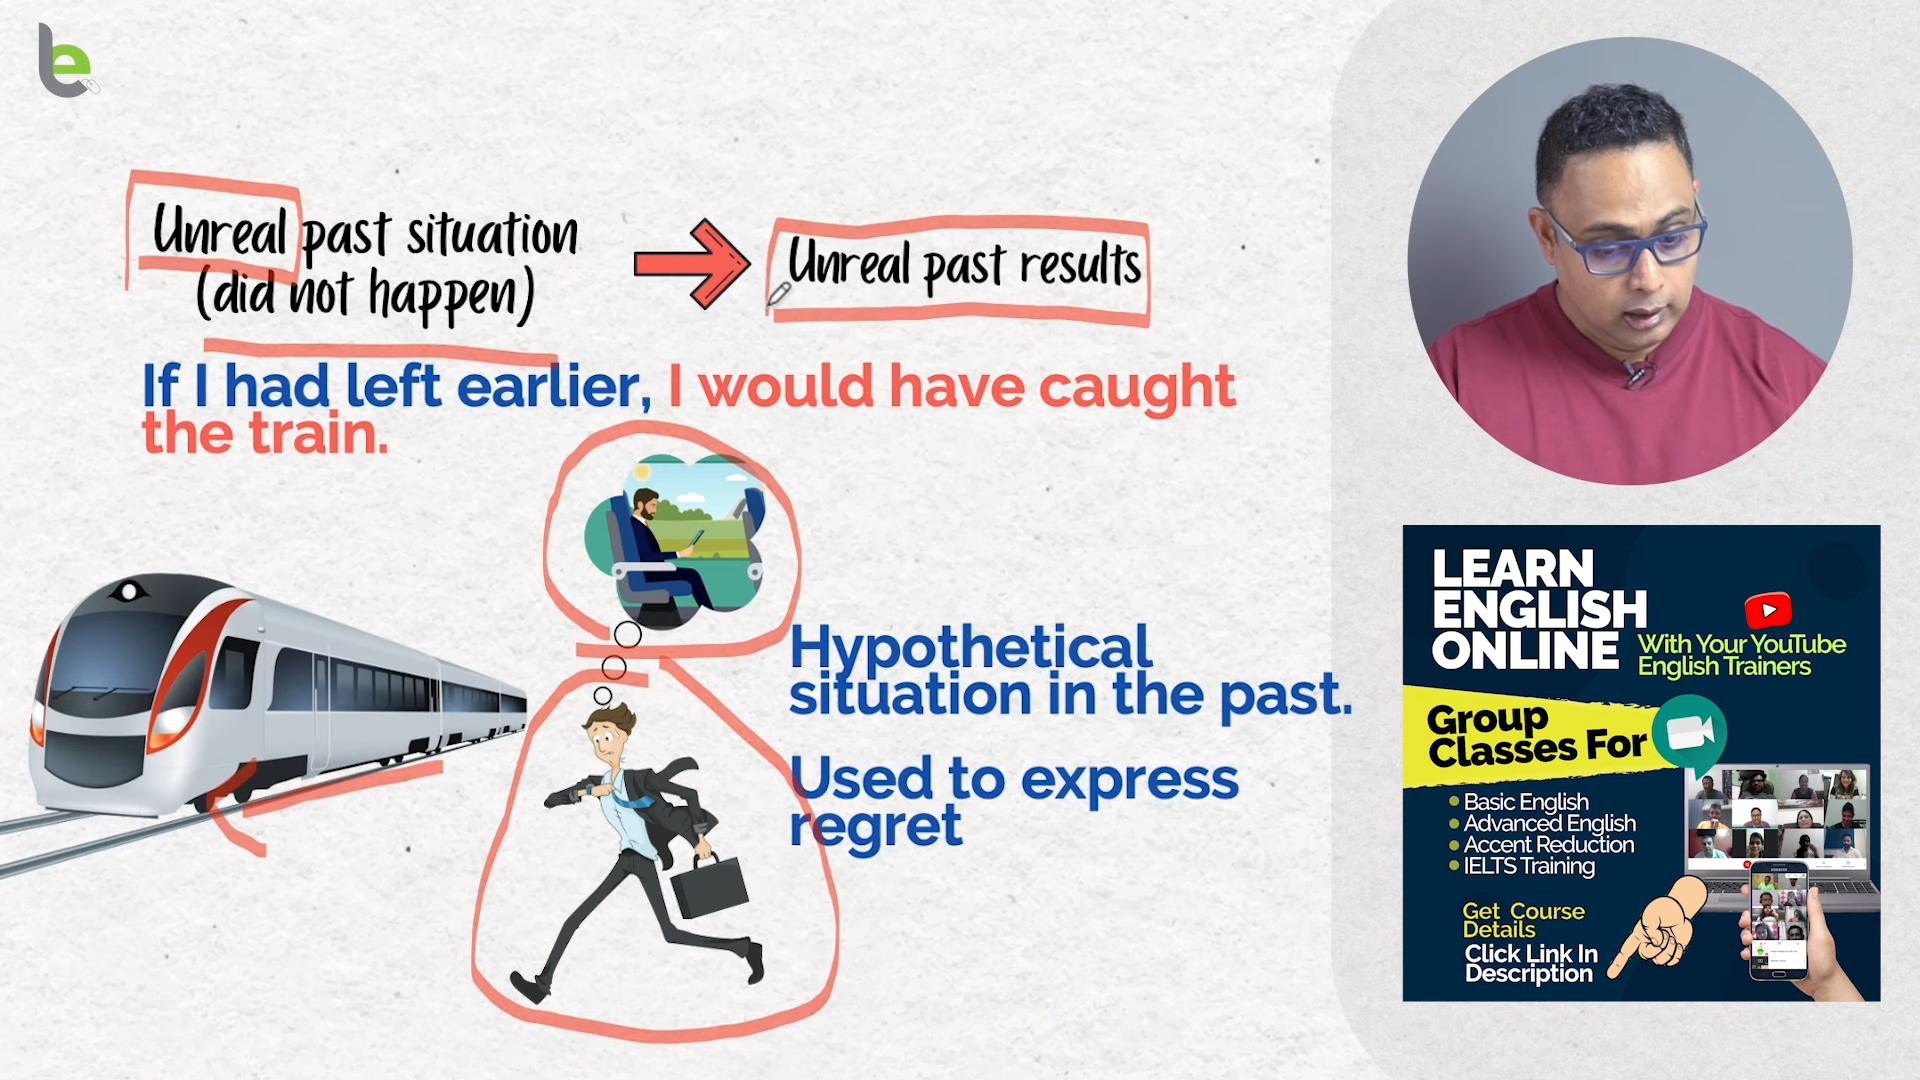 e
Unreal past situation
(did not happen)
Unreal past results
If I had left earlier, I would have caught
the train.
Hypothetical
situation in the past.
Used to express
regret
LEARN
ENGLISH
ONLINE
With Your YouTube
English Trainers
Group
Classes For
Basic English
Advanced English
Accent Reduction
IELTS Training
Get Course
Details
Click Link In
Description